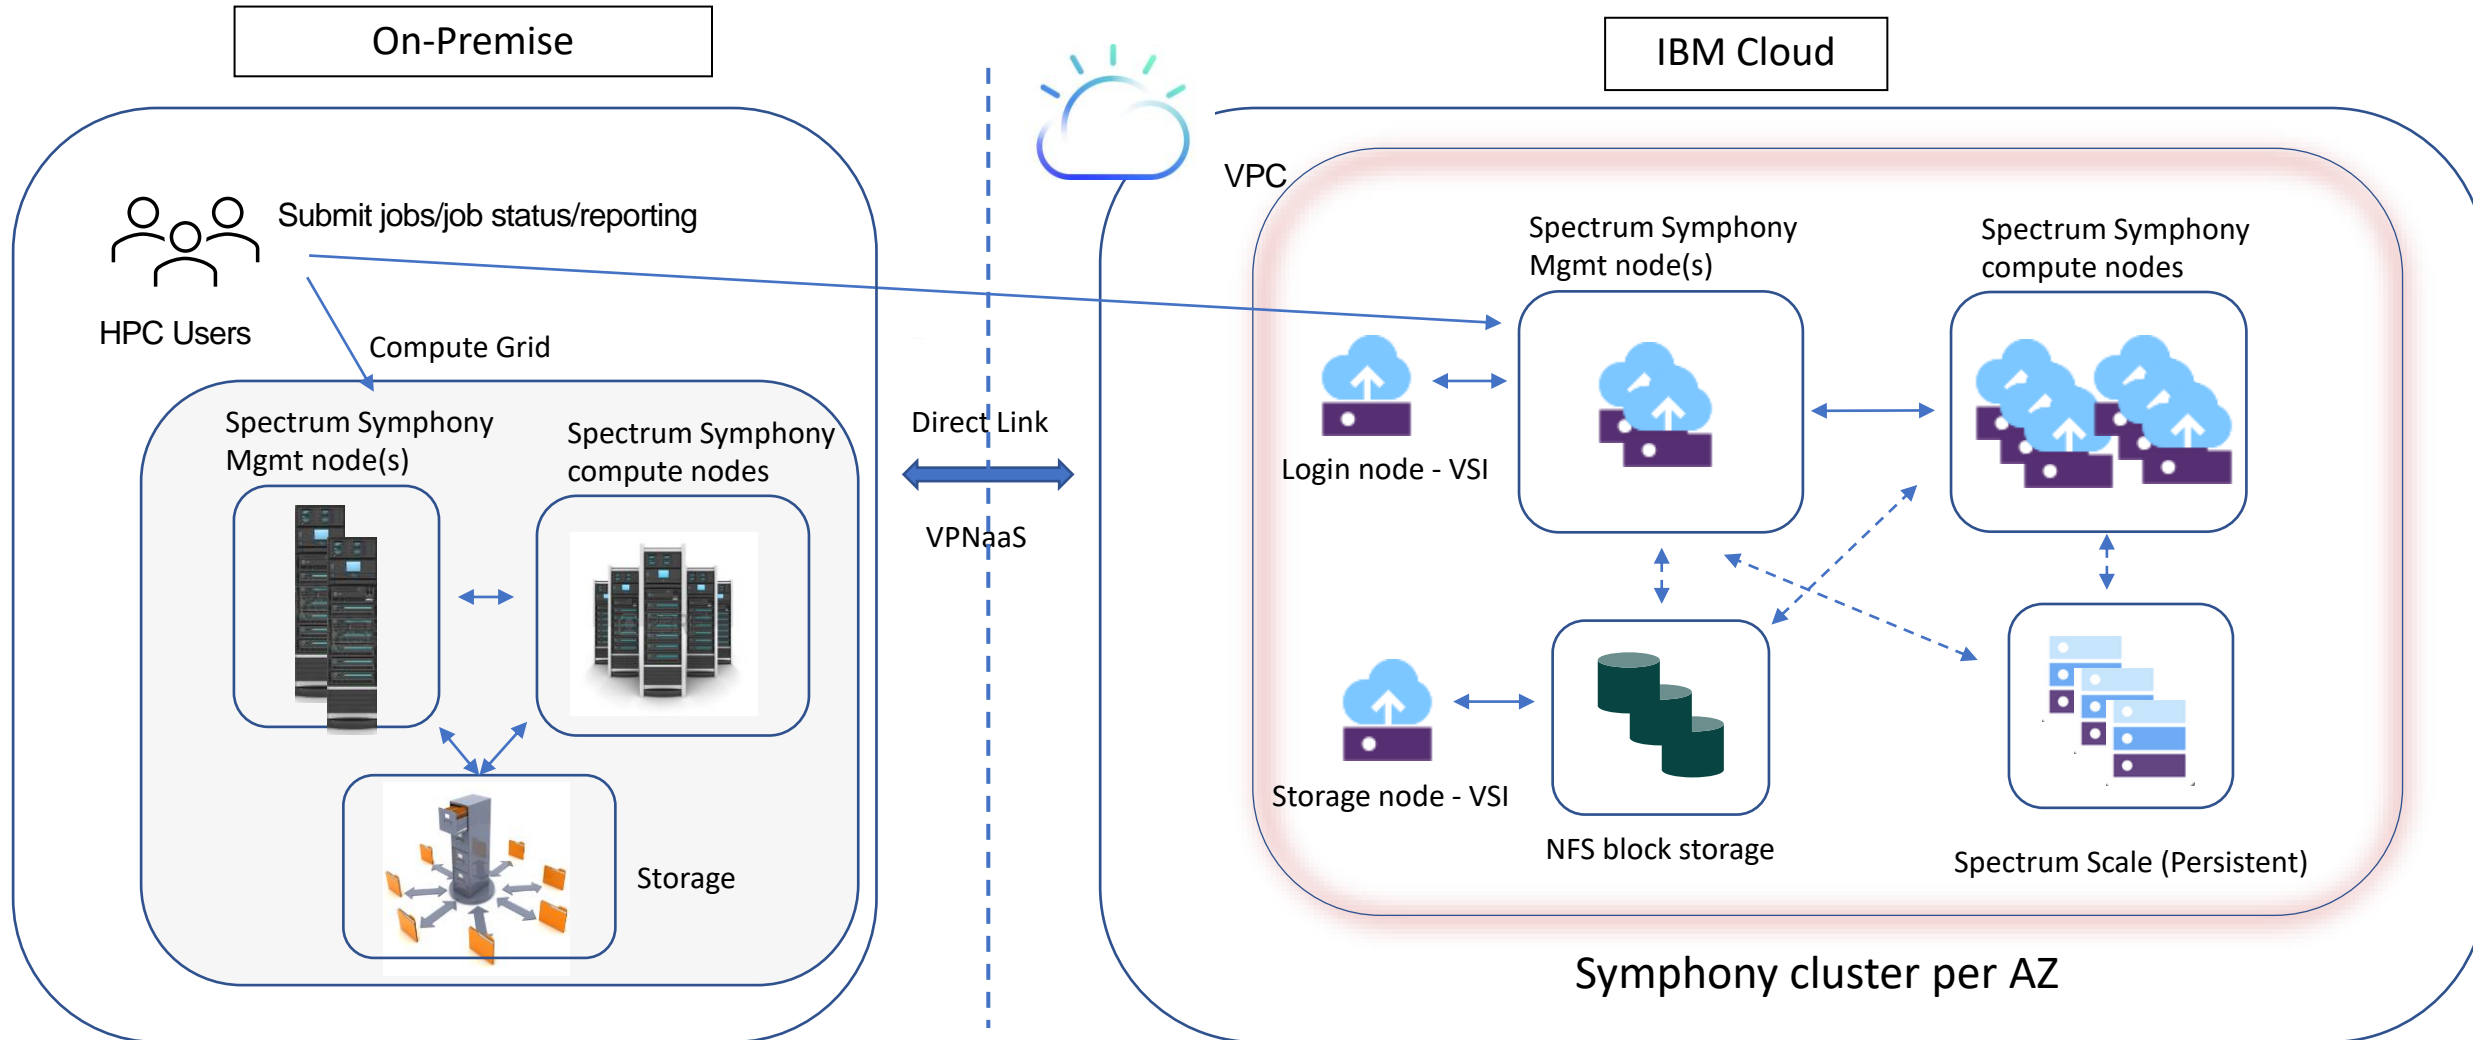 On-Premise
IBM Cloud
VPC
Submit jobs/job status/reporting
HPC Users
Compute Grid
Spectrum Symphony
Mgmt node(s)
Spectrum Symphony
compute nodes
Storage
Direct Link
VPNaaS
Spectrum Symphony
Mgmt node(s)
Spectrum Symphony
compute nodes
Login node - VSI
Storage node - VSI
NFS block storage
Spectrum Scale (Persistent)
Symphony cluster per AZ